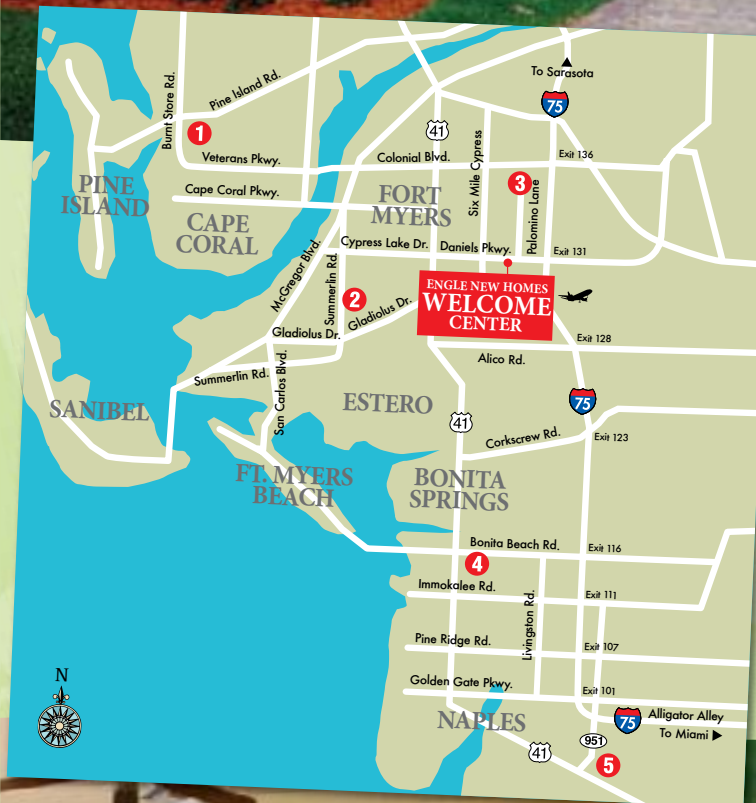 To Sarasota
75
Burnt Store Rd.
Pine Island Rd.
41
1
Veterans Pkwy.
Colonial Blvd.
Six Mile Cypress
Exit 136
PINE
ISLAND
Cape Coral Pkwy.
FORT
MYERS
3
Palomino Lane
CAPE
CORAL
McGregor Blvd.
Cypress Lake Dr.
Daniels Pkwy.
Exit 131
Summerlin Rd.
2
Gladiolus Dr.
ENGLE NEW HOMES
WELCOME
CENTER
Gladiolus Dr.
Exit 128
Alico Rd.
Summerlin Rd.
San Carlos Blvd.
SANIBEL
ESTERO
75
41
Corkscrew Rd.
Exit 123
FT. MYERS
BEACH
BONITA
SPRINGS
Bonita Beach Rd.
Exit 116
4
Immokalee Rd.
Livingston Rd.
Exit 111
Pine Ridge Rd.
Exit 107
N
Golden Gate Pkwy.
Exit 101
NAPLES
75
Alligator Alley
To Miami
41
951
5